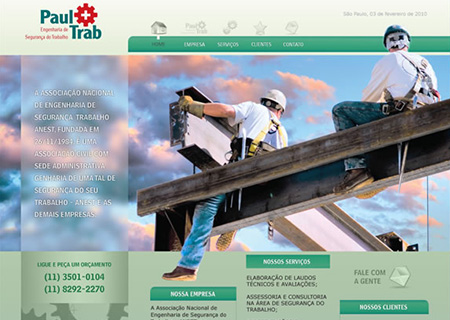 Paul Trab
Engenharia de
Segurança do Trabalho
São Paulo, 03 de fevereiro de 2010
HOME EMPRESA SERVIÇOS CLIENTES CONTATO
A ASSOCIAÇÃO NACIONAL
DE ENGENHARIA DE
SEGURANÇA TRABALHO
ANEST, FUNDADA EM
26/11/1984, É UMA
ASSOCIAÇÃO CIVIL COM
SEDE ADMINISTRATIVA
GENHARIA DE UMA TAL DE
SEGURANÇA DO SEU
TRABALHO - ANEST E AS
DEMAIS EMPRESAS.
LIGUE E PEÇA UM ORÇAMENTO
(11) 3501-0104
(11) 8292-2270
NOSSA EMPRESA
A Associação Nacional de
Engenharia de Segurança do
NOSSOS SERVIÇOS
ELABORAÇÃO DE LAUDOS
TÉCNICOS E AVALIAÇÕES;
ASSESSORIA E CONSULTORIA
NA ÁREA DE SEGURANÇA DO
TRABALHO;
FALE COM
A GENTE
NOSSOS CLIENTES